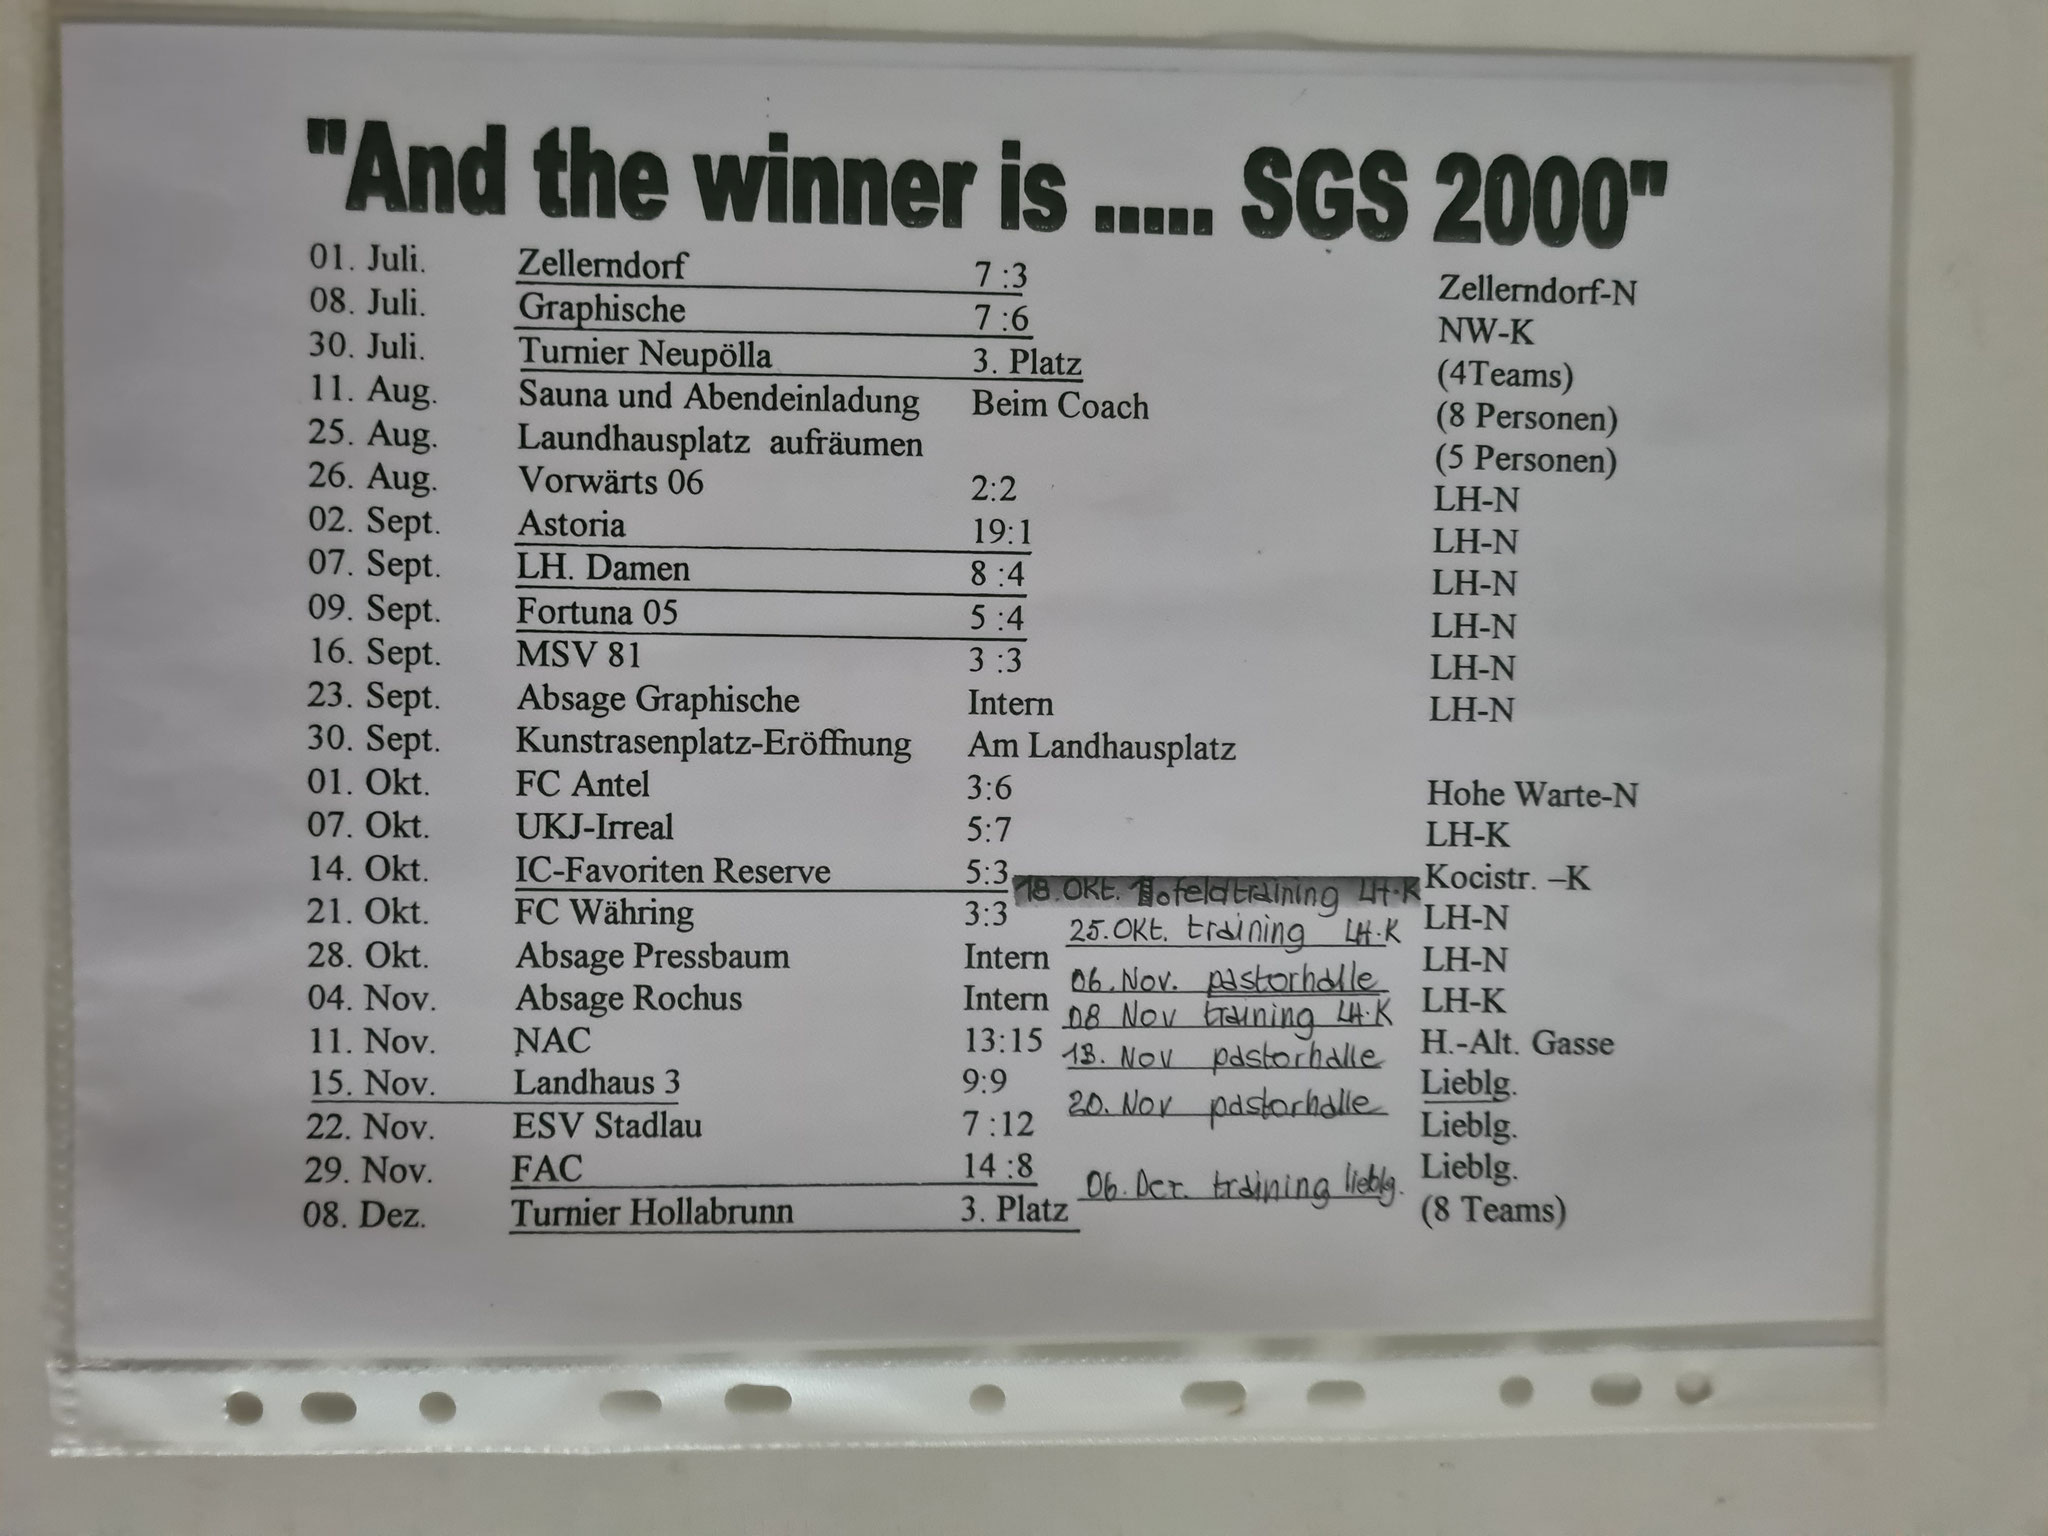 "And the winner is ..... SGS 2000"
01. Juli. Zellerndorf 7 :3 Zellerndorf-N
08. Juli. Graphische 7 :6 NW-K
30. Juli. Turnier Neupölla 3. Platz (4Teams)
11. Aug. Sauna und Abendeinladung Beim Coach (8 Personen)
25. Aug. Laundhausplatz aufräumen (5 Personen)
26. Aug. Vorwärts 06 2:2 LH-N
02. Sept. Astoria 19:1 LH-N
07. Sept. LH. Damen 8 :4 LH-N
09. Sept. Fortuna 05 5 :4 LH-N
16. Sept. MSV 81 3 :3 LH-N
23. Sept. Absage Graphische Intern LH-N
30. Sept. Kunstrasenplatz-Eröffnung Am Landhausplatz
01. Okt. FC Antel 3:6 Hohe Warte-N
07. Okt. UKJ-Irreal 5:7 LH-K
14. Okt. IC-Favoriten Reserve 5:3 Kocistr. –K
18. OKt. LH-K
21. Okt. FC Währing 3:3 LH-N
25. OKt. training LH-K
28. Okt. Absage Pressbaum Intern LH-N
06. Nov. pastorhalle
04. Nov. Absage Rochus Intern LH-K
08 Nov training LH-K
11. Nov. NAC 13:15 H.-Alt. Gasse
13. Nov pastorhalle
15. Nov. Landhaus 3 9:9 Lieblg.
20. Nov pastorhalle
22. Nov. ESV Stadlau 7 :12 Lieblg.
29. Nov. FAC 14 :8 Lieblg.
06. Dez. training lieblg.
08. Dez. Turnier Hollabrunn 3. Platz (8 Teams)